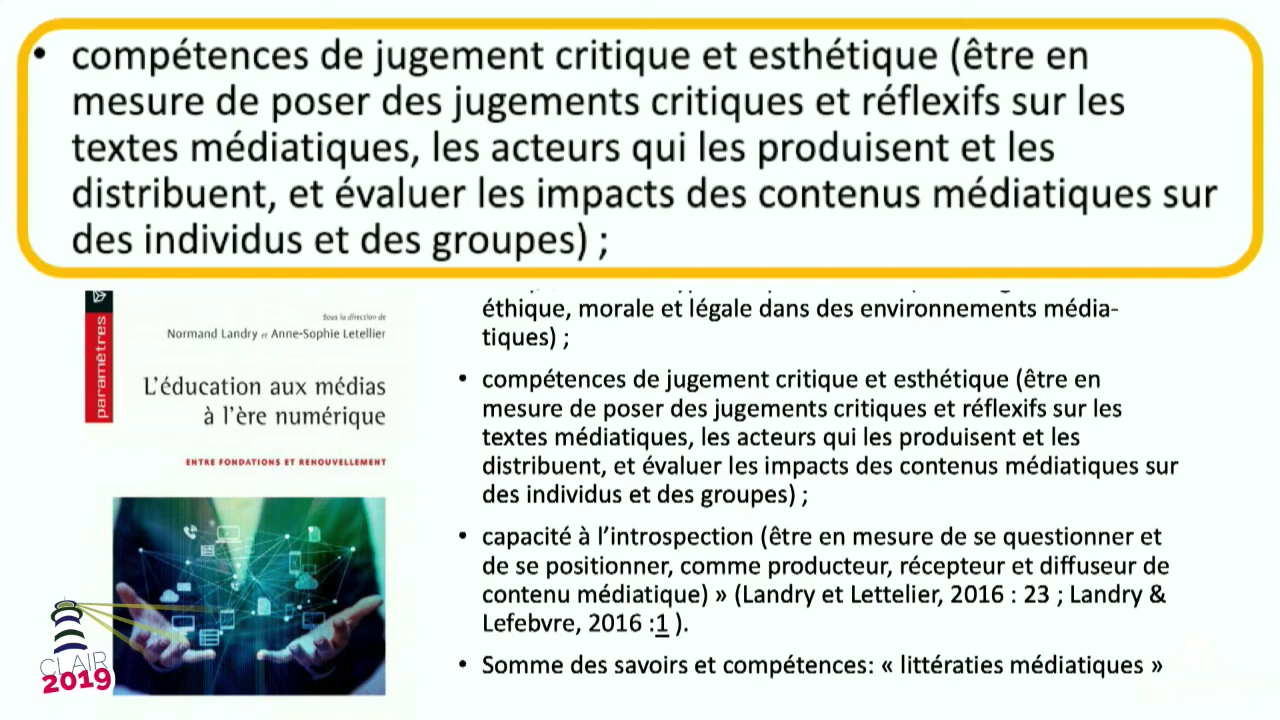 • compétences de jugement critique et esthétique (être en
mesure de poser des jugements critiques et réflexifs sur les
textes médiatiques, les acteurs qui les produisent et les
distribuent, et évaluer les impacts des contenus médiatiques sur
des individus et des groupes) ;
paramètres
Sous la direction de
Normand Landry et Anne-Sophie Letellier
L'éducation aux médias
à l'ère numérique
ENTRE FONDATIONS ET RENOUVELLEMENT
CLAIR
2019
éthique, morale et légale dans des environnements média-
tiques) ;
• compétences de jugement critique et esthétique (être en
mesure de poser des jugements critiques et réflexifs sur les
textes médiatiques, les acteurs qui les produisent et les
distribuent, et évaluer les impacts des contenus médiatiques sur
des individus et des groupes) ;
• capacité à l’introspection (être en mesure de se questionner et
de se positionner, comme producteur, récepteur et diffuseur de
contenu médiatique) » (Landry et Lettelier, 2016 : 23 ; Landry &
Lefebvre, 2016 :1 ).
• Somme des savoirs et compétences: « littératies médiatiques »